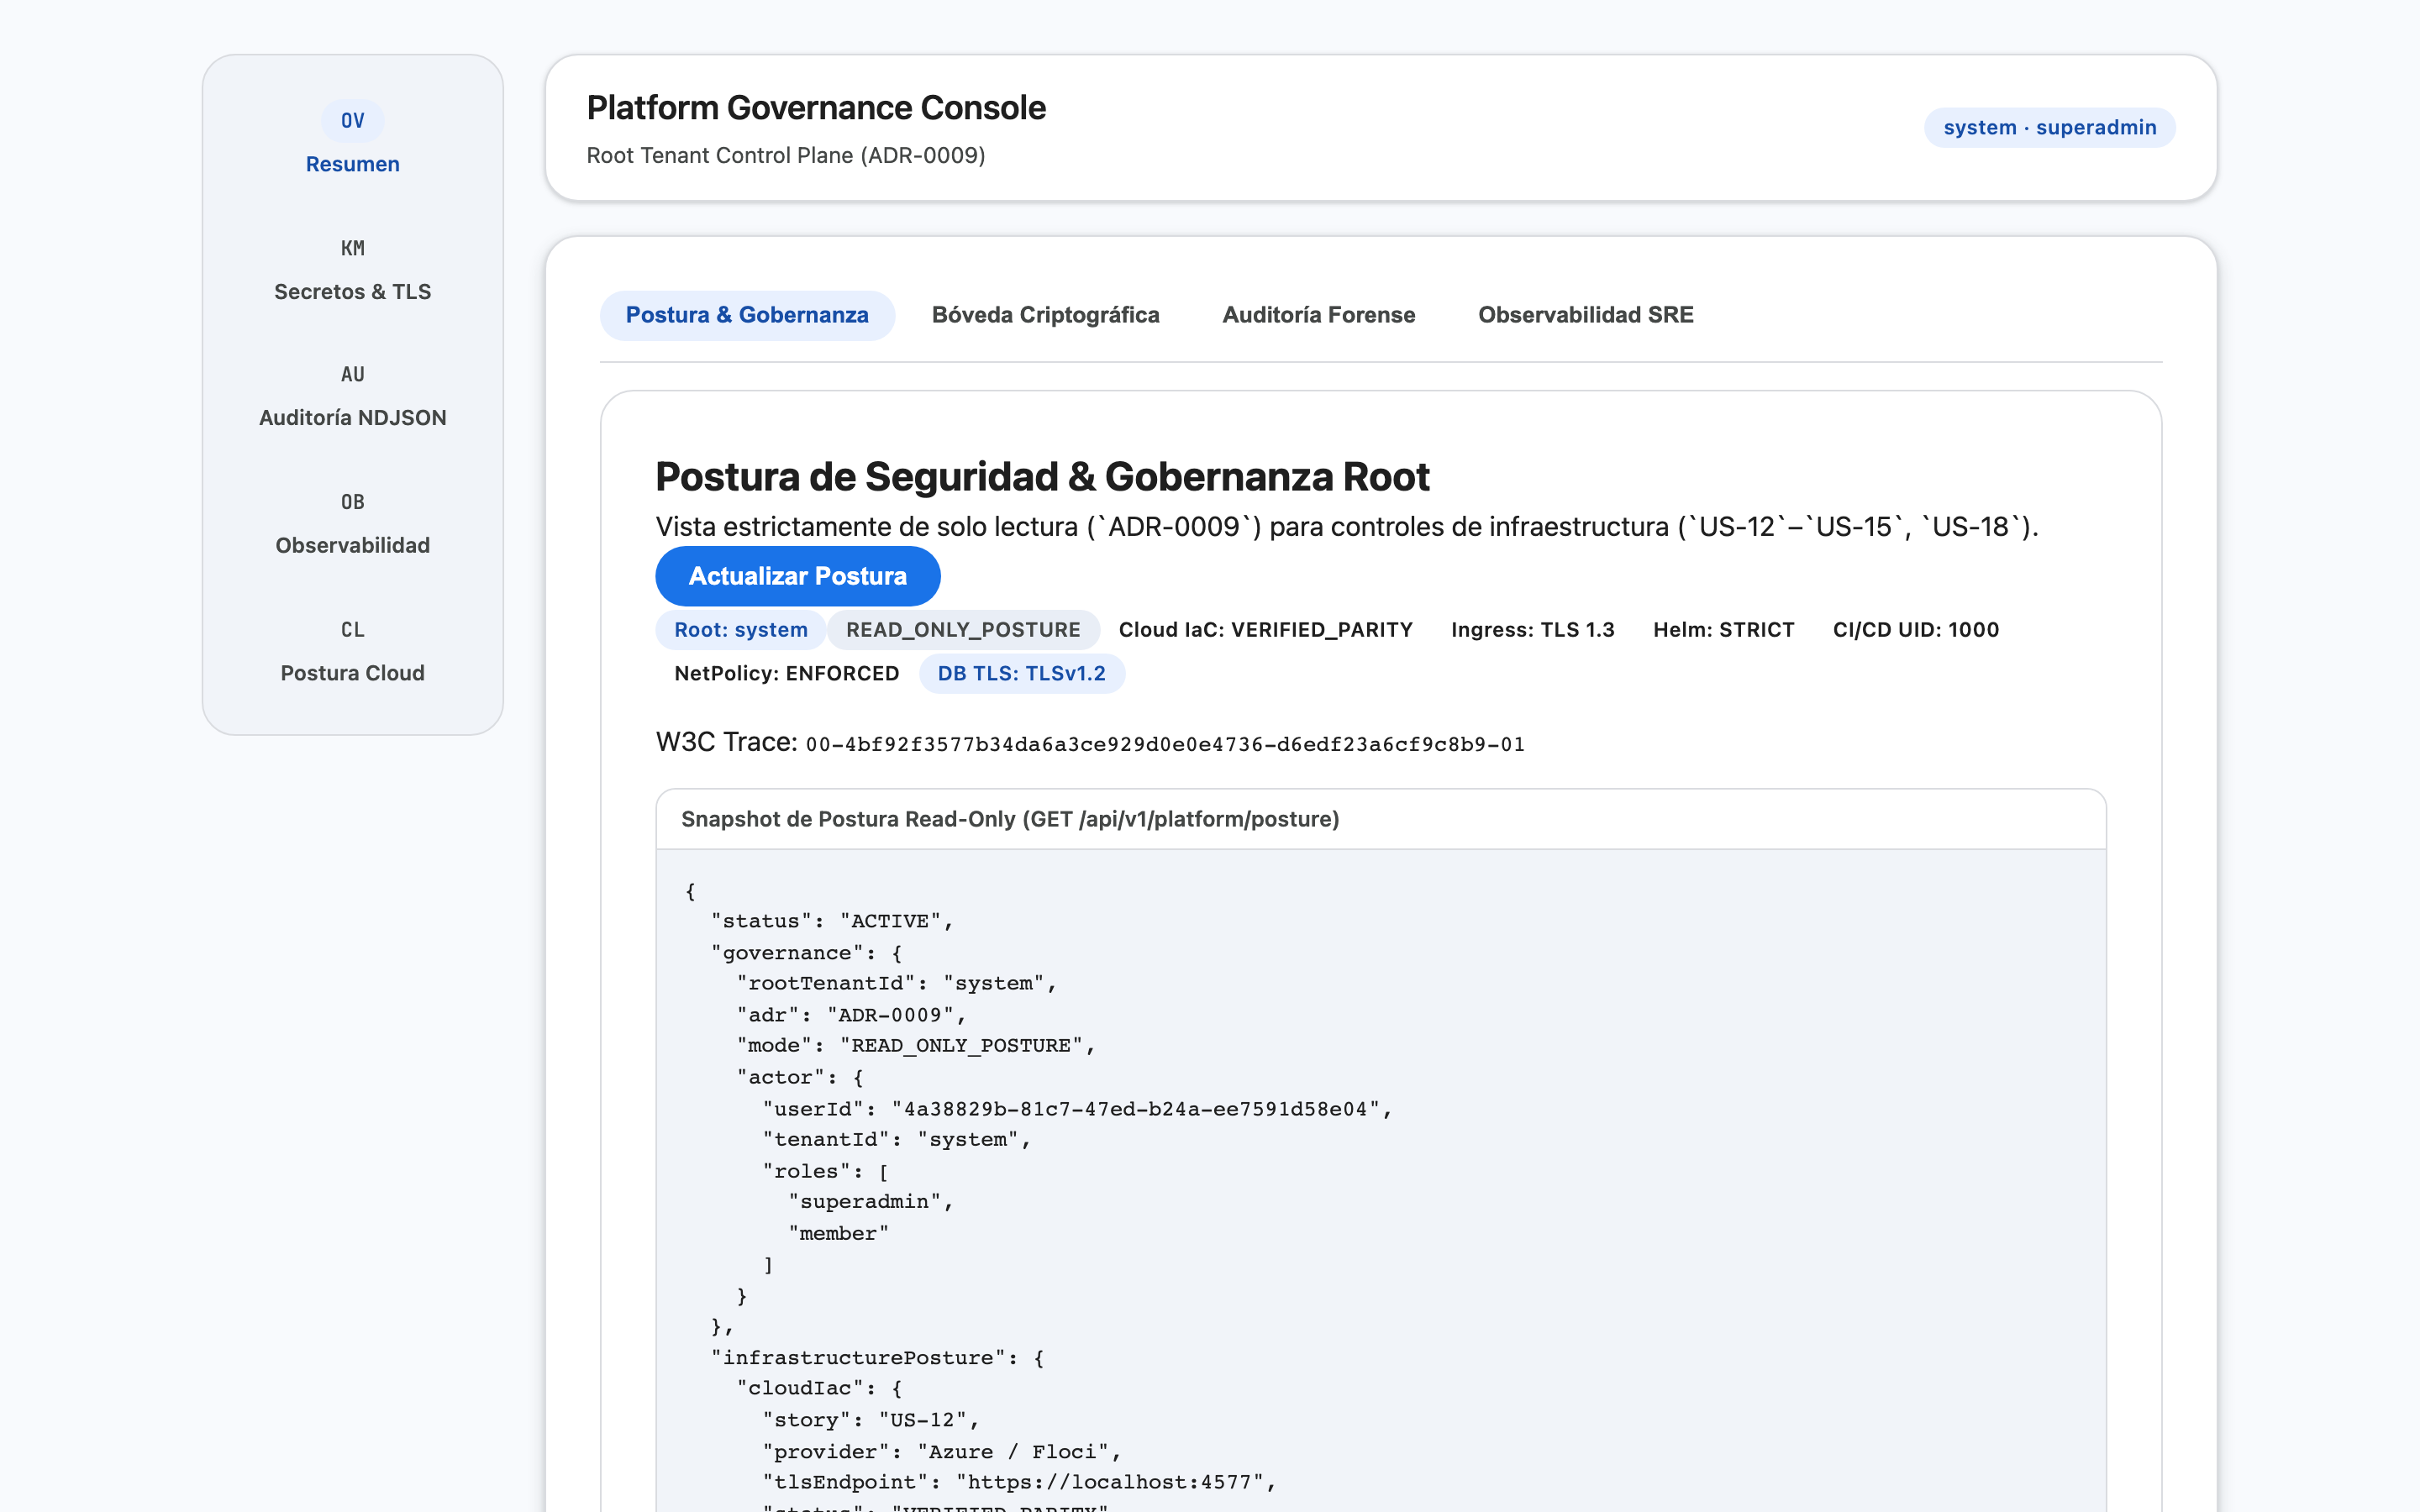 OV
Resumen
KM
Secretos & TLS
AU
Auditoría NDJSON
OB
Observabilidad
CL
Postura Cloud
Platform Governance Console
Root Tenant Control Plane (ADR-0009)
system · superadmin
Postura & Gobernanza Bóveda Criptográfica Auditoría Forense Observabilidad SRE
Postura de Seguridad & Gobernanza Root
Vista estrictamente de solo lectura (`ADR-0009`) para controles de infraestructura (`US-12`–`US-15`, `US-18`).
Actualizar Postura
Root: system READ_ONLY_POSTURE Cloud IaC: VERIFIED_PARITY Ingress: TLS 1.3 Helm: STRICT CI/CD UID: 1000
NetPolicy: ENFORCED DB TLS: TLSv1.2
W3C Trace: 00-4bf92f3577b34da6a3ce929d0e0e4736-d6edf23a6cf9c8b9-01
Snapshot de Postura Read-Only (GET /api/v1/platform/posture)
{
  "status": "ACTIVE",
  "governance": {
    "rootTenantId": "system",
    "adr": "ADR-0009",
    "mode": "READ_ONLY_POSTURE",
    "actor": {
      "userId": "4a38829b-81c7-47ed-b24a-ee7591d58e04",
      "tenantId": "system",
      "roles": [
        "superadmin",
        "member"
      ]
    }
  },
  "infrastructurePosture": {
    "cloudIac": {
      "story": "US-12",
      "provider": "Azure / Floci",
      "tlsEndpoint": "https://localhost:4577",
      "status": "VERIFIED_PARITY"